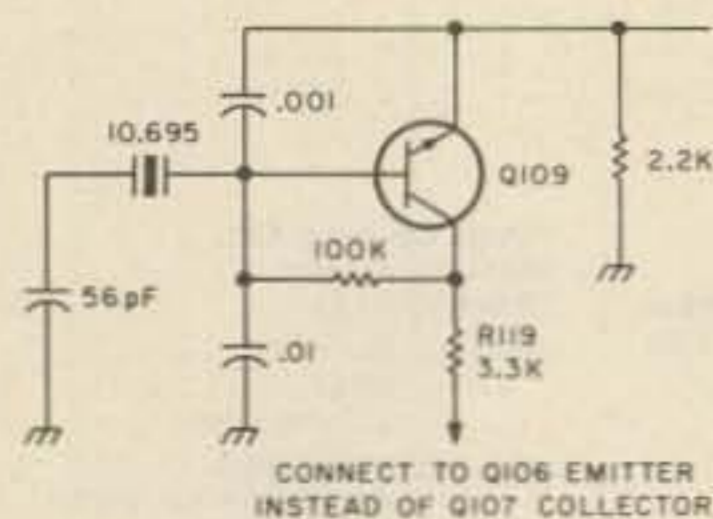 .001
10.695
Q109
2.2K
100K
56pF
.01
R119
3.3K
CONNECT TO Q106 EMITTER
INSTEAD OF Q107 COLLECTOR